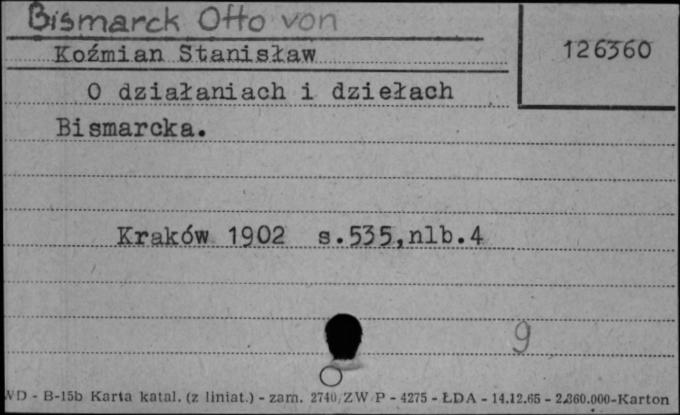 Bismarck Otto von
126360
Koźmian Stanisław
O działaniach i dziełach
Bismarcka.
Kraków 1902 s.535,nlb.4
9
WD - B-15b Karta katal. (z liniat.) - zam. 2740/ZW P - 4275 - ŁDA - 14.12.65 - 2.360.000-Karton